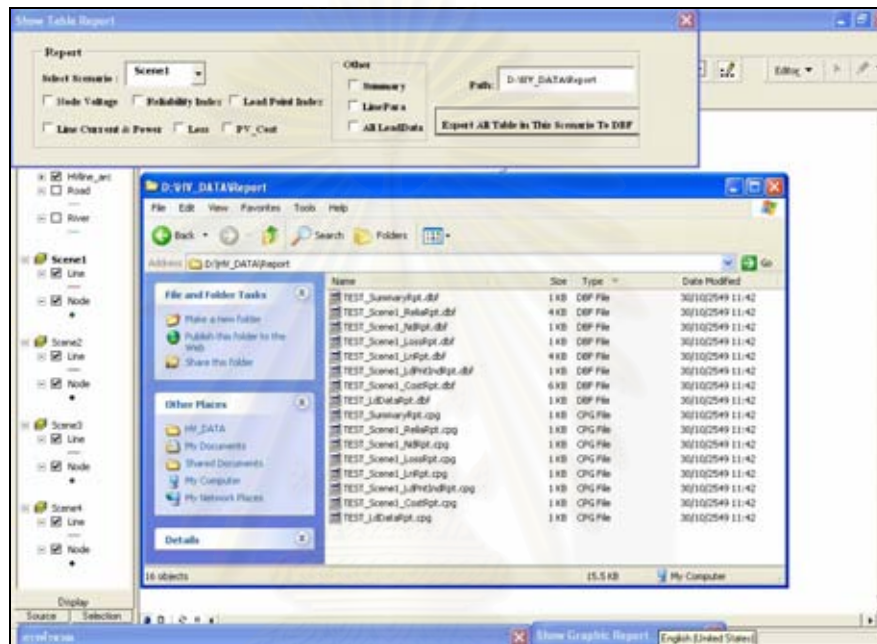 Show Table Report
Report
Select Scenario :
Scene1
Node Voltage
Reliability Index
Load Point Index
Line Current & Power
Loss
PV_Cost
Other
Summary
LinePara
All LoadData
Path:
D:\HV_DATA\Report
Export All Table in This Scenario To DBF
Editor
HVline_arc
Road
River
Scene1
Line
Node
Scene2
Line
Node
Scene3
Line
Node
Scene4
Line
Node
Display
Source
Selection
D:\HV_DATA\Report
File Edit View Favorites Tools Help
Back
Search
Folders
Address
D:\HV_DATA\Report
Go
File and Folder Tasks
Make a new folder
Publish this folder to the Web
Share this folder
Other Places
HV_DATA
My Documents
Shared Documents
My Computer
My Network Places
Details
Name Size Type Date Modified
TEST_SummaryRpt.dbf 1 KB DBF File 30/10/2549 11:42
TEST_Scene1_ReliaRpt.dbf 4 KB DBF File 30/10/2549 11:42
TEST_Scene1_NdRpt.dbf 1 KB DBF File 30/10/2549 11:42
TEST_Scene1_LossRpt.dbf 1 KB DBF File 30/10/2549 11:42
TEST_Scene1_LnRpt.dbf 4 KB DBF File 30/10/2549 11:42
TEST_Scene1_LdPntIndRpt.dbf 1 KB DBF File 30/10/2549 11:42
TEST_Scene1_CostRpt.dbf 6 KB DBF File 30/10/2549 11:42
TEST_LdDataRpt.dbf 1 KB DBF File 30/10/2549 11:42
TEST_SummaryRpt.cpg 1 KB CPG File 30/10/2549 11:42
TEST_Scene1_ReliaRpt.cpg 1 KB CPG File 30/10/2549 11:42
TEST_Scene1_NdRpt.cpg 1 KB CPG File 30/10/2549 11:42
TEST_Scene1_LossRpt.cpg 1 KB CPG File 30/10/2549 11:42
TEST_Scene1_LnRpt.cpg 1 KB CPG File 30/10/2549 11:42
TEST_Scene1_LdPntIndRpt.cpg 1 KB CPG File 30/10/2549 11:42
TEST_Scene1_CostRpt.cpg 1 KB CPG File 30/10/2549 11:42
TEST_LdDataRpt.cpg 1 KB CPG File 30/10/2549 11:42
16 objects
15.5 KB
My Computer
Show Graphic Report
English (United States)